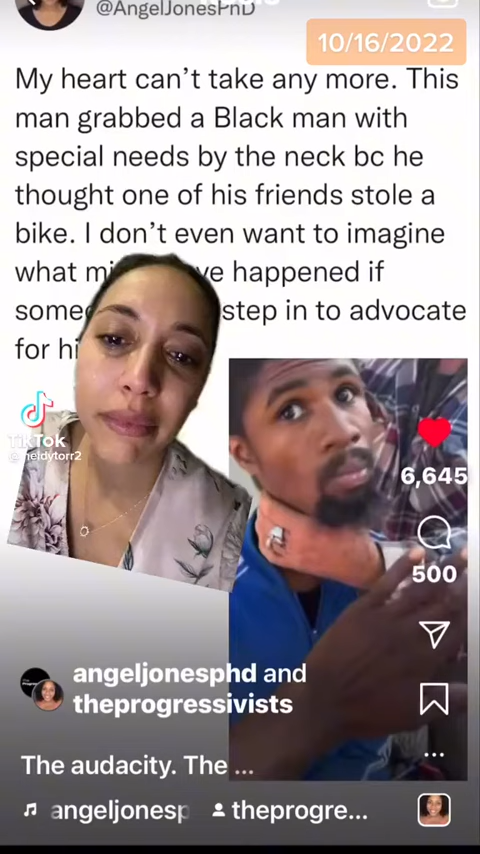 @AngelJonesPhD
10/16/2022
My heart can't take any more. This
man grabbed a Black man with
special needs by the neck bc he
thought one of his friends stole a
bike. I don't even want to imagine
what ve happened if
step in to advocate
for
TikTok
6,645
500
angeljonesphd and
theprogressivists
The audacity. The ...
angeljonesp
theprogre...